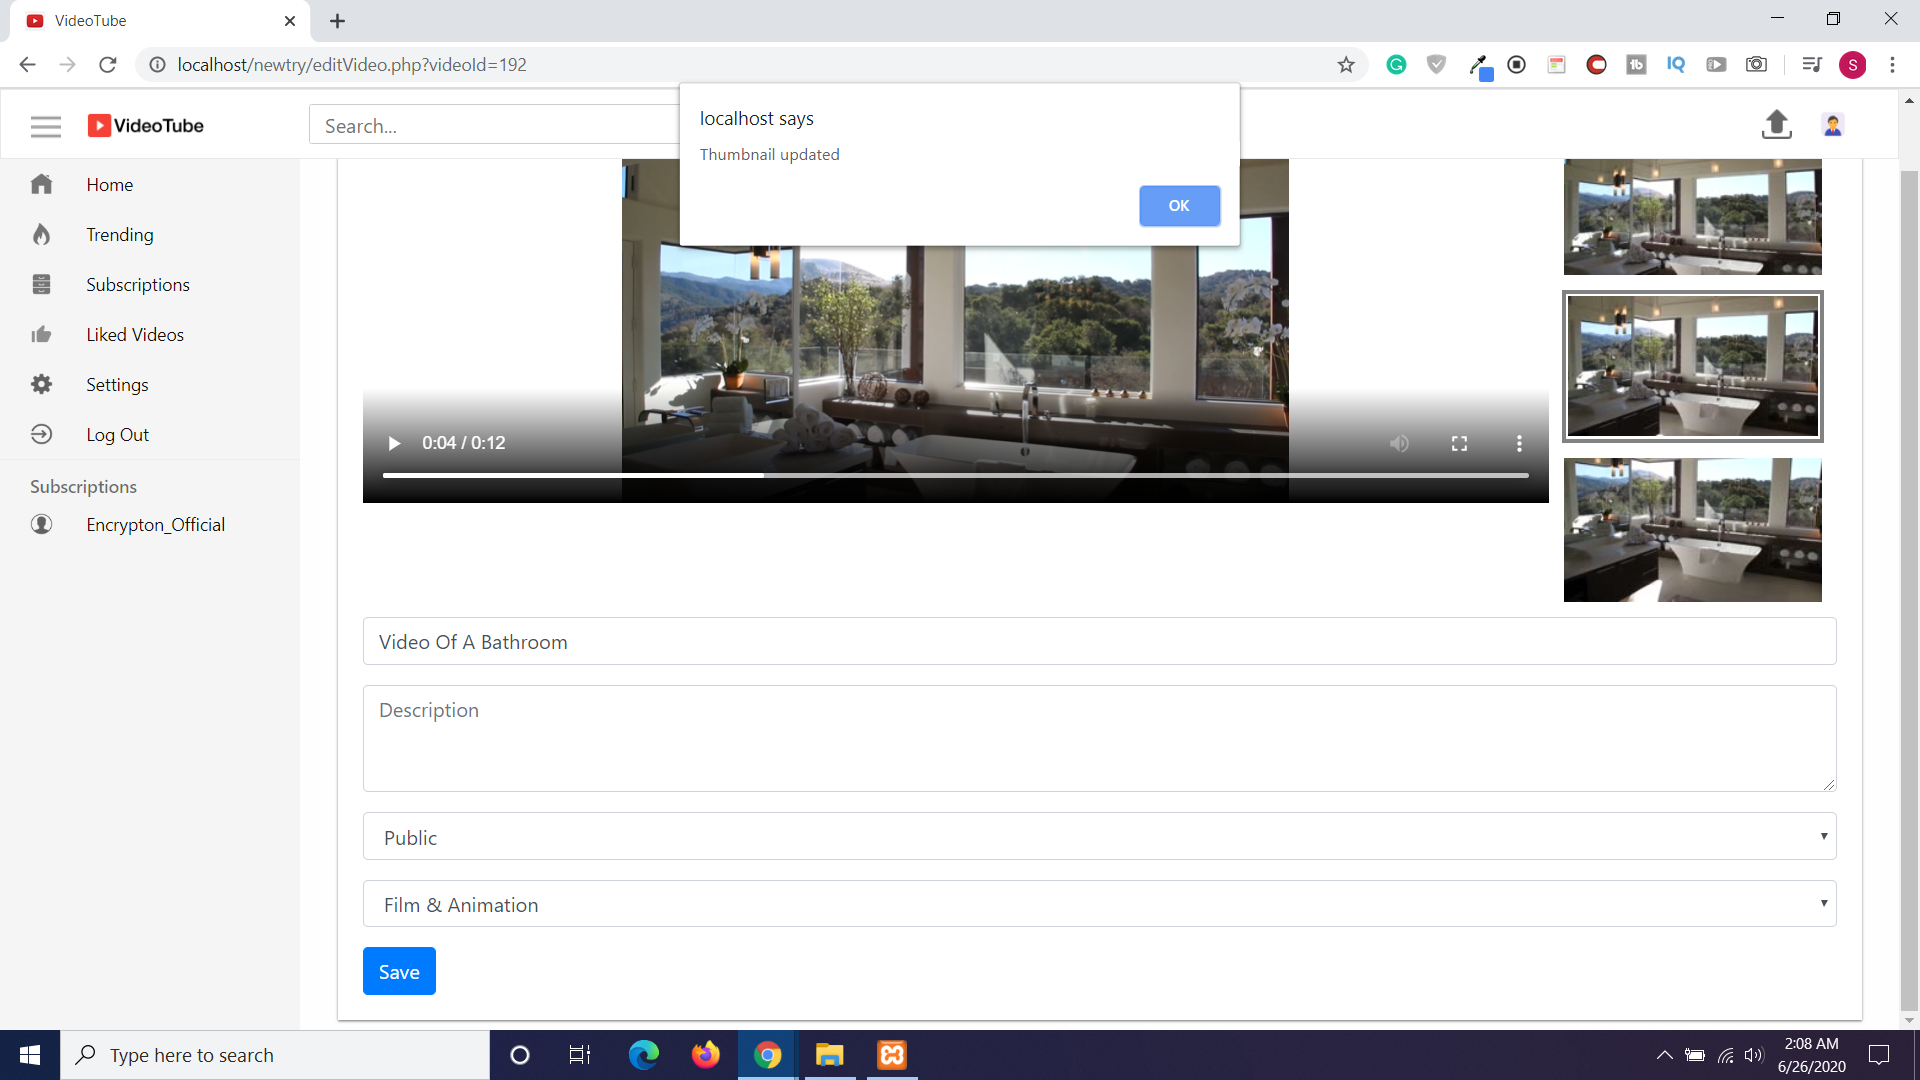 VideoTube
localhost/newtry/editVideo.php?videoId=192
tb
IQ
S
VideoTube
Search...
localhost says
Thumbnail updated
OK
Home
Trending
Subscriptions
Liked Videos
Settings
Log Out
Subscriptions
Encrypton_Official
0:04 / 0:12
Video Of A Bathroom
Description
Public
Film & Animation
Save
Type here to search
2:08 AM
6/26/2020